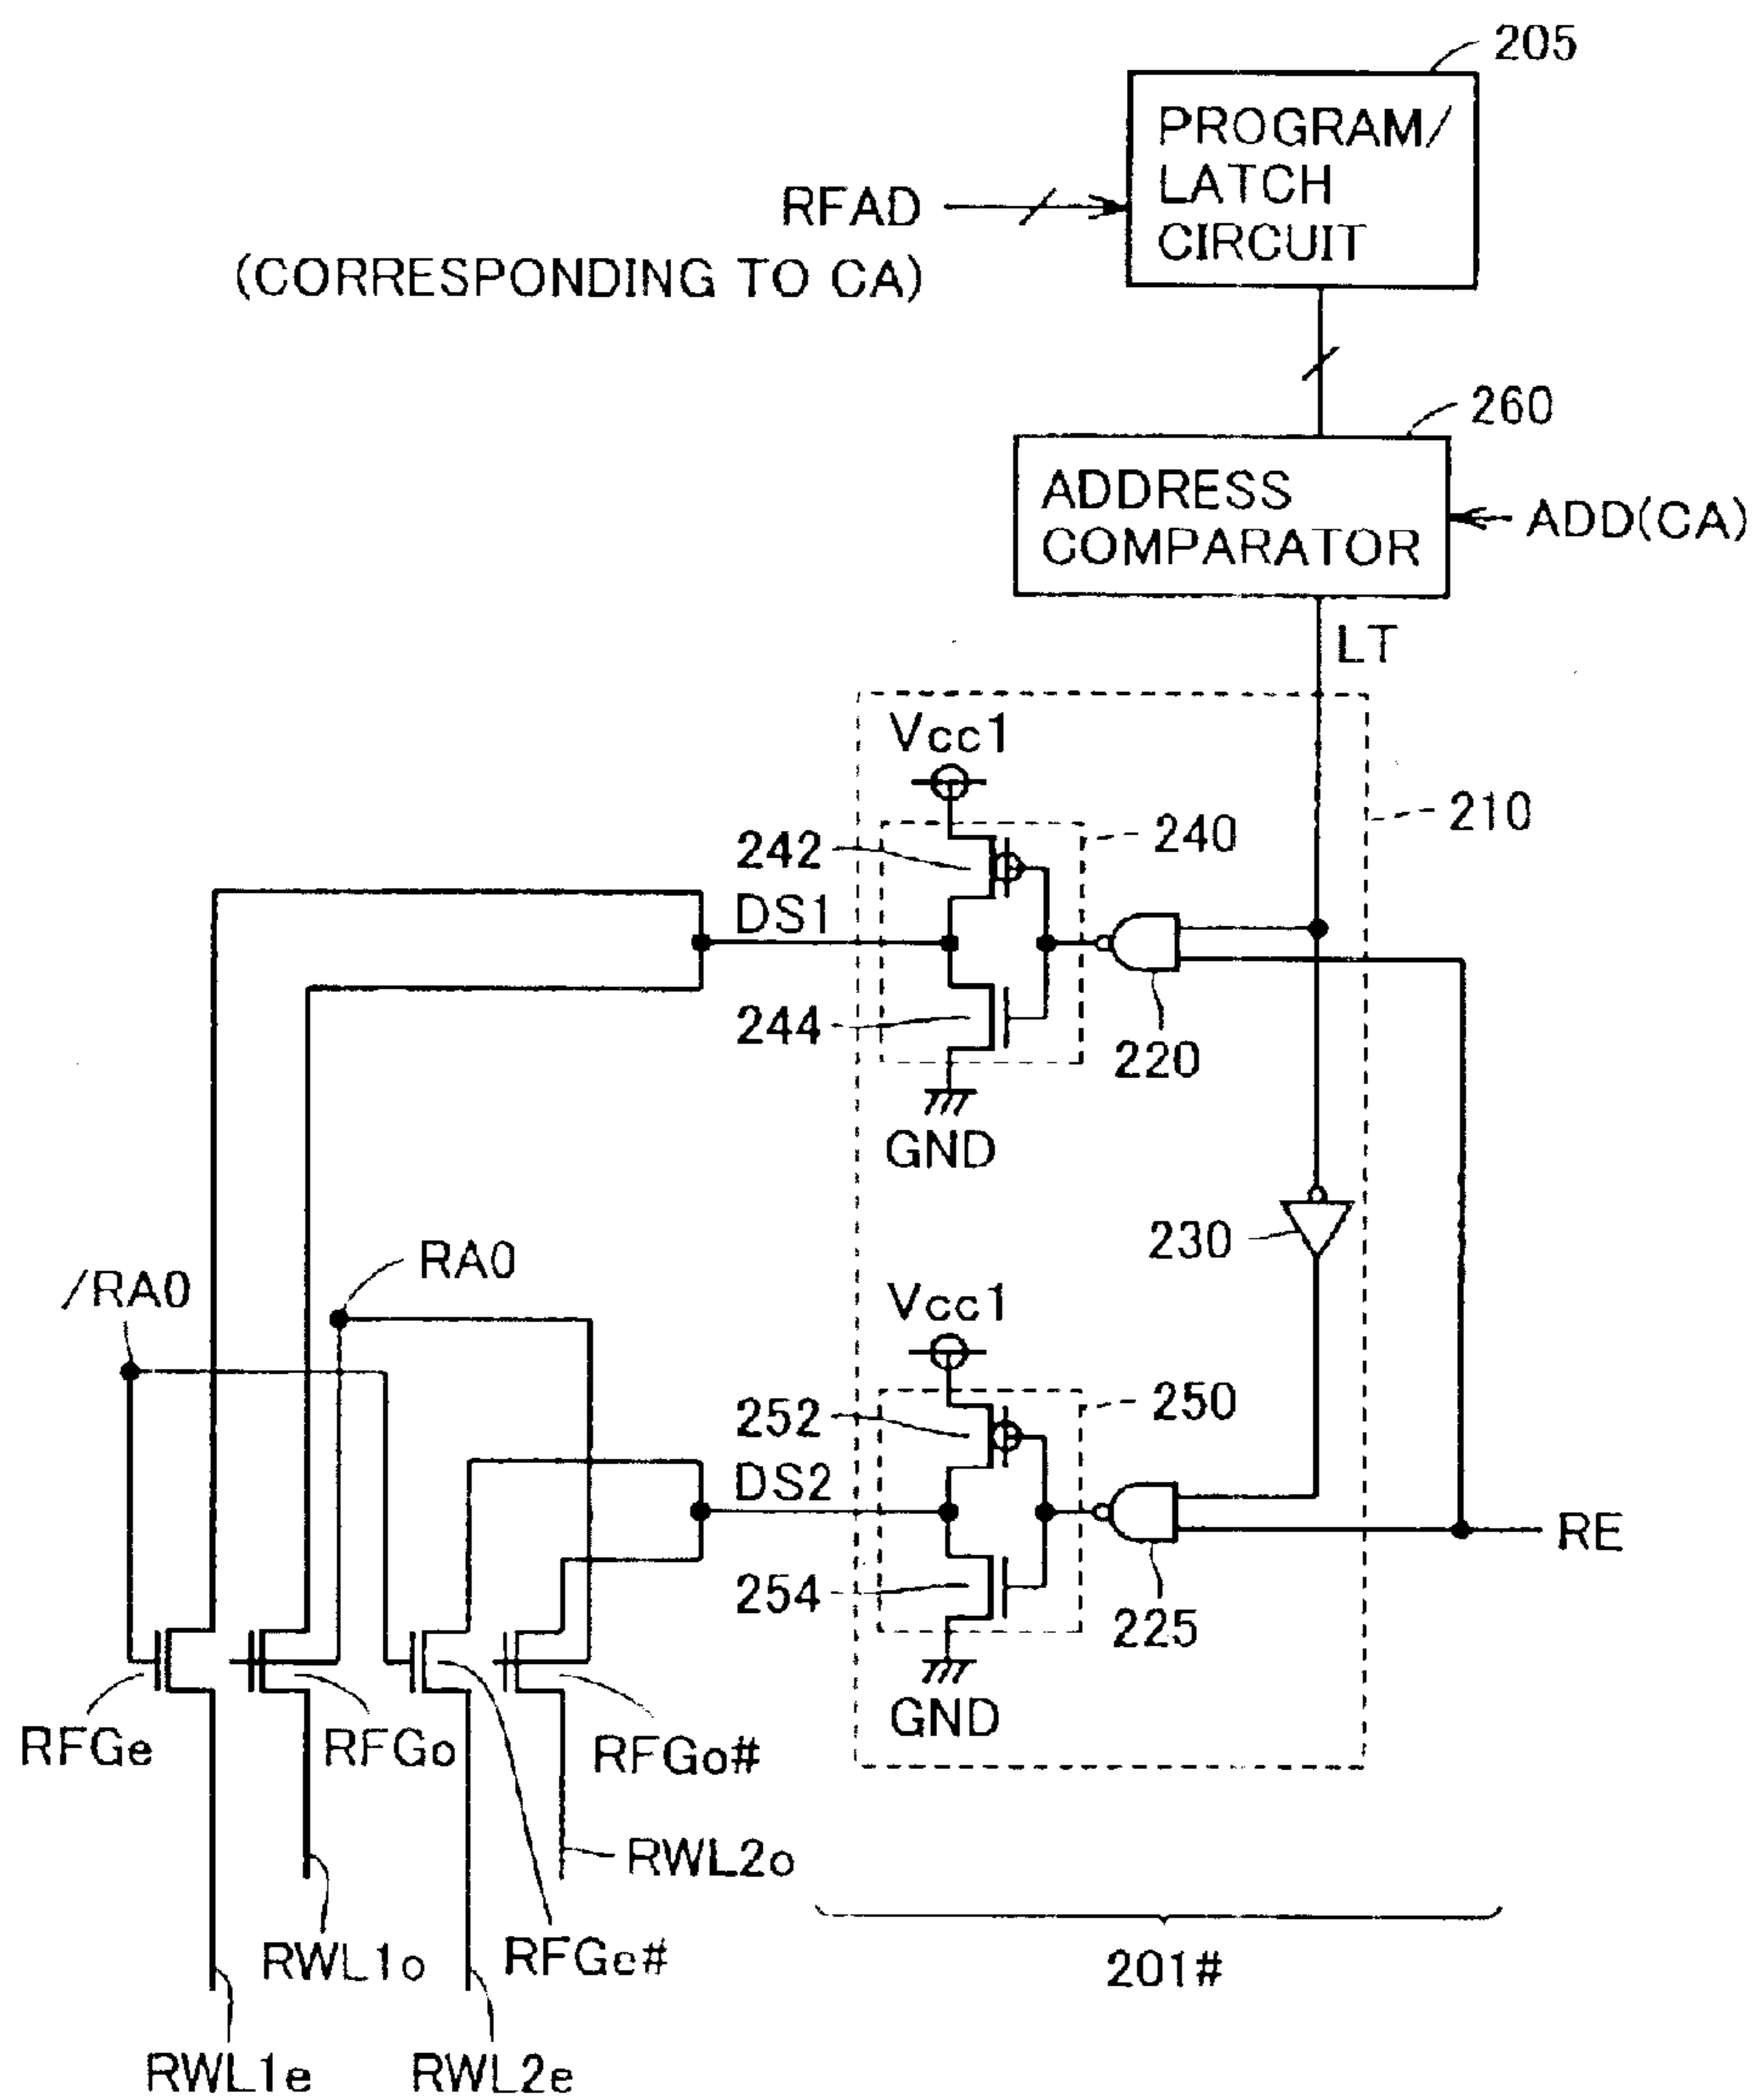 205
PROGRAM/
LATCH
CIRCUIT
RFAD
(CORRESPONDING TO CA)
260
ADDRESS
COMPARATOR
ADD(CA)
LT
Vcc1
210
242
240
DS1
244
220
GND
230
/RA0
RA0
Vcc1
252
250
DS2
254
225
RE
GND
RFGe
RFGo
RFGo#
RWL2o
RWL1o
RFGe#
201#
RWL1e
RWL2e